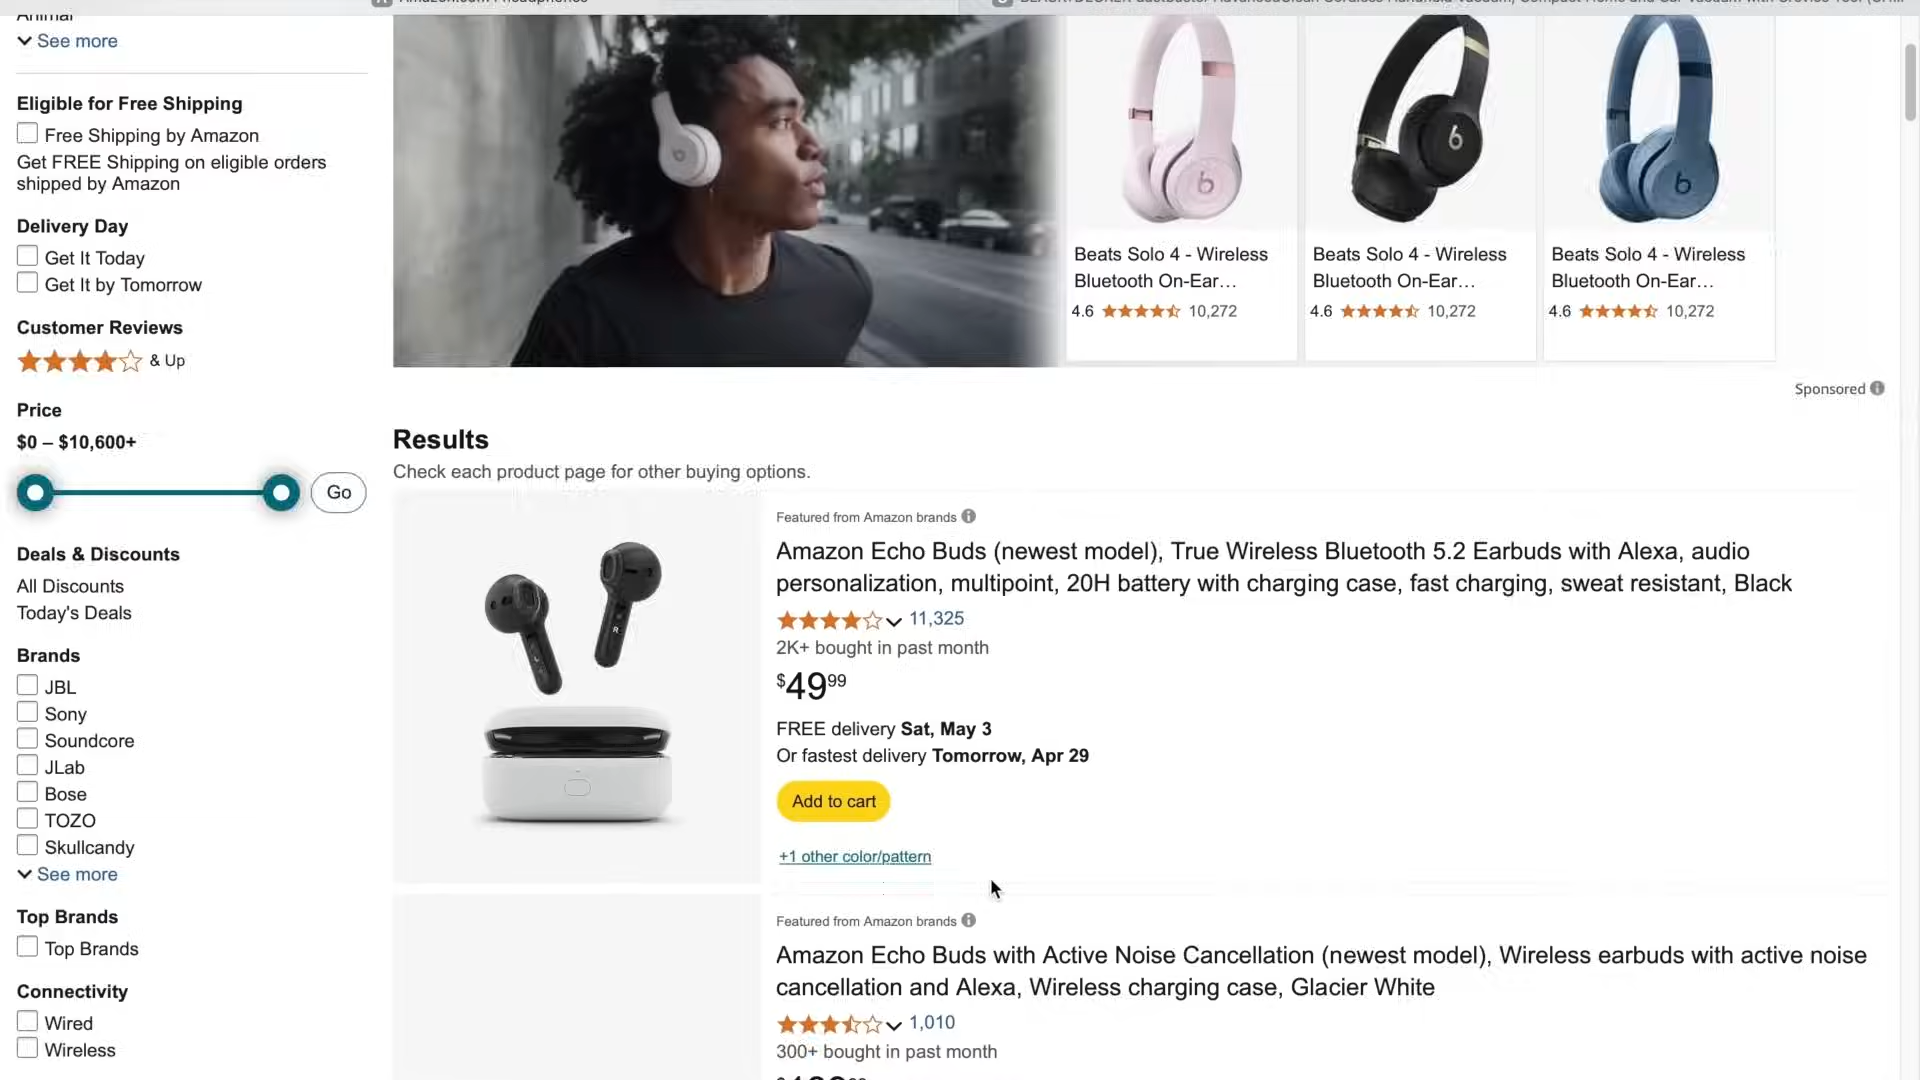 Animal
See more
Eligible for Free Shipping
Free Shipping by Amazon
Get FREE Shipping on eligible orders
shipped by Amazon
Delivery Day
Get It Today
Get It by Tomorrow
Customer Reviews
& Up
Price
$0 – $10,600+
Go
Deals & Discounts
All Discounts
Today's Deals
Brands
JBL
Sony
Soundcore
JLab
Bose
TOZO
Skullcandy
See more
Top Brands
Top Brands
Connectivity
Wired
Wireless
Beats Solo 4 - Wireless
Bluetooth On-Ear…
4.6 10,272
Beats Solo 4 - Wireless
Bluetooth On-Ear…
4.6 10,272
Beats Solo 4 - Wireless
Bluetooth On-Ear…
4.6 10,272
Sponsored
Results
Check each product page for other buying options.
Featured from Amazon brands
Amazon Echo Buds (newest model), True Wireless Bluetooth 5.2 Earbuds with Alexa, audio
personalization, multipoint, 20H battery with charging case, fast charging, sweat resistant, Black
11,325
2K+ bought in past month
$4999
FREE delivery Sat, May 3
Or fastest delivery Tomorrow, Apr 29
Add to cart
+1 other color/pattern
Featured from Amazon brands
Amazon Echo Buds with Active Noise Cancellation (newest model), Wireless earbuds with active noise
cancellation and Alexa, Wireless charging case, Glacier White
1,010
300+ bought in past month